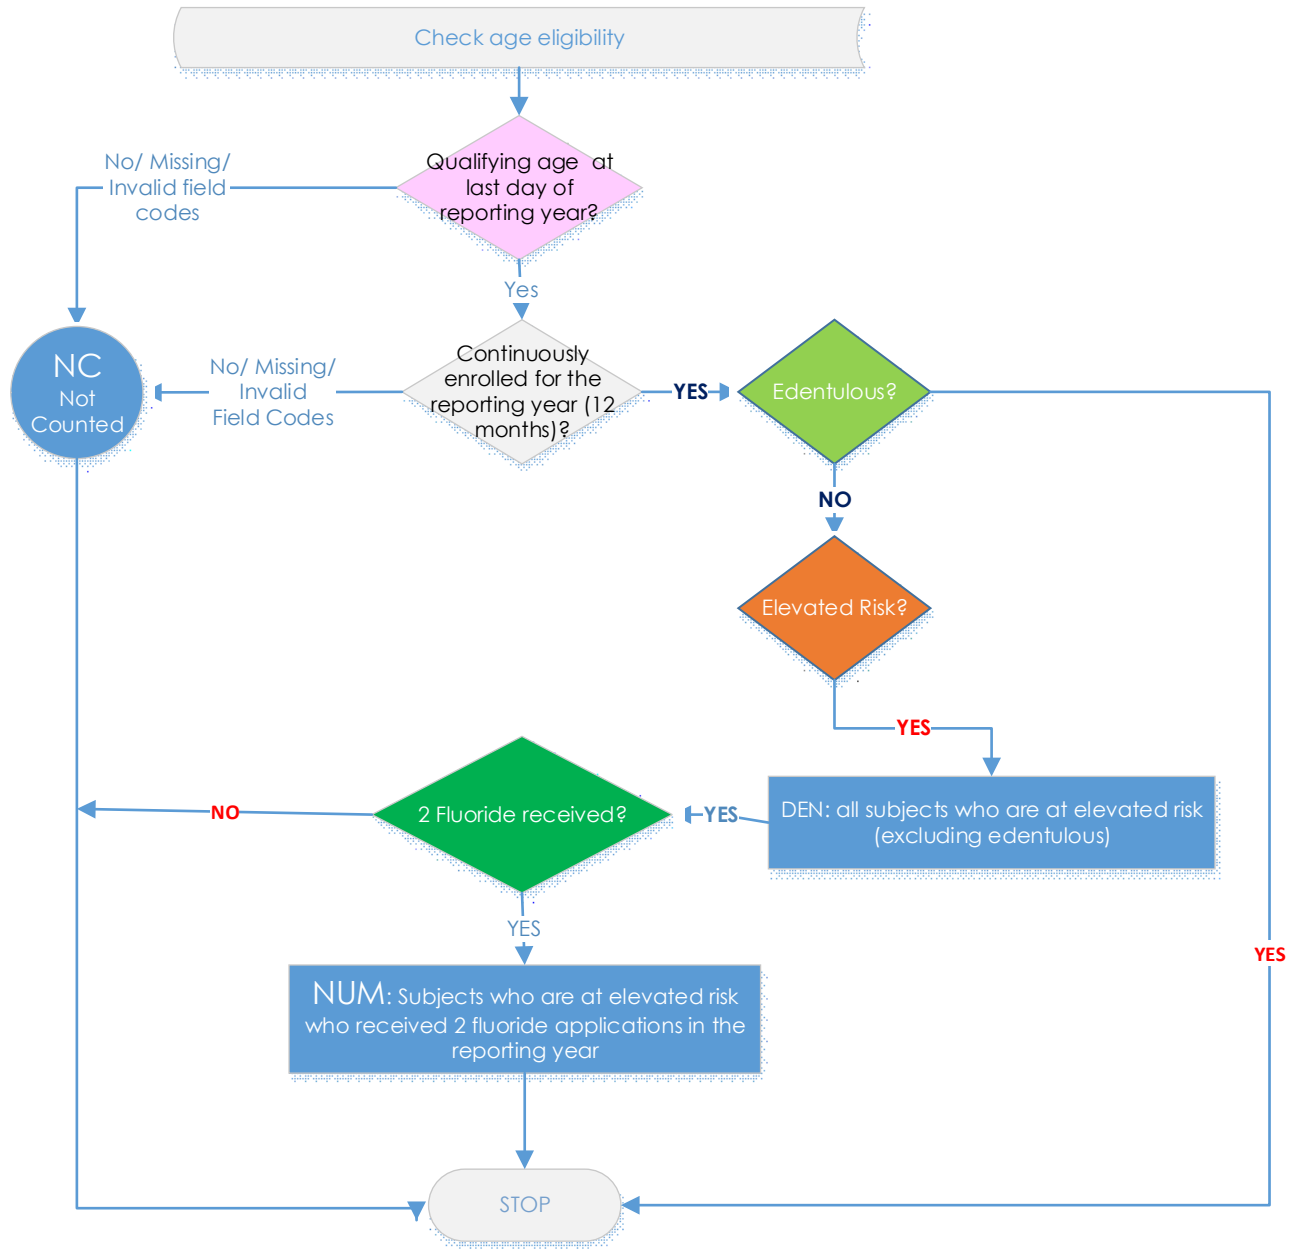 Check age eligibility
Qualifying age at
last day of
reporting year?
No/ Missing/
Invalid field
codes
Yes
NC
Not
Counted
No/ Missing/
Invalid
Field Codes
Continuously
enrolled for the
reporting year (12
months)?
YES
Edentulous?
NO
Elevated Risk?
YES
DEN: all subjects who are at elevated risk
(excluding edentulous)
YES
2 Fluoride received?
NO
YES
NUM: Subjects who are at elevated risk
who received 2 fluoride applications in the
reporting year
YES
STOP